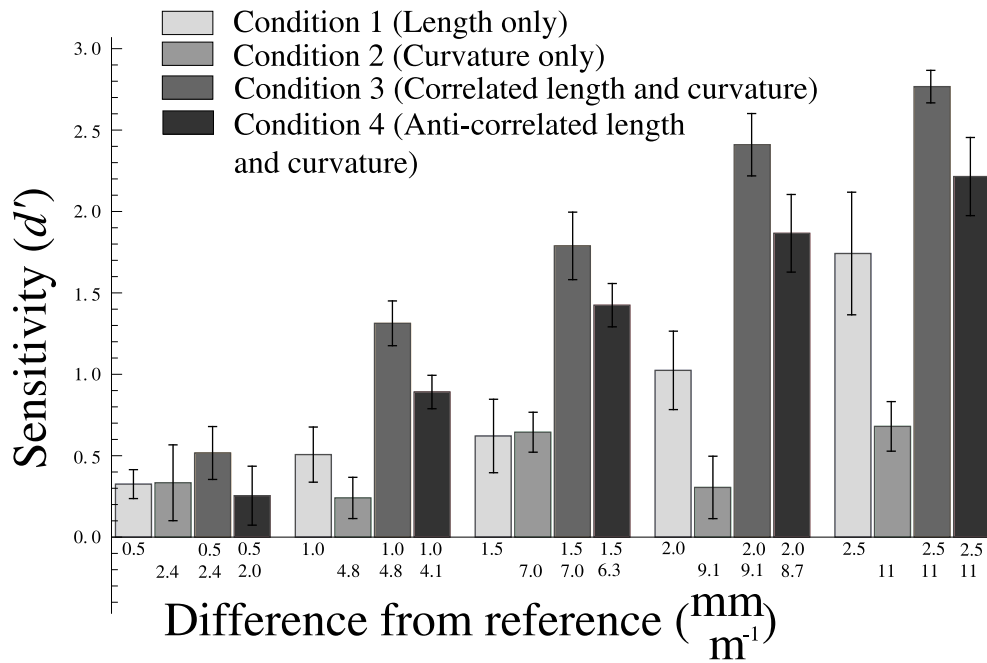 Condition 1 (Length only)
Condition 2 (Curvature only)
Condition 3 (Correlated length and curvature)
Condition 4 (Anti-correlated length
and curvature)
Sensitivity (d')
3.0
2.5
2.0
1.5
1.0
0.5
0.0
0.5 0.5 0.5 1.0 1.0 1.0 1.5 1.5 1.5 2.0 2.0 2.0 2.5 2.5 2.5
2.4 2.4 2.0 4.8 4.8 4.1 7.0 7.0 6.3 9.1 9.1 8.7 11 11 11
Difference from reference (mm
m-1)